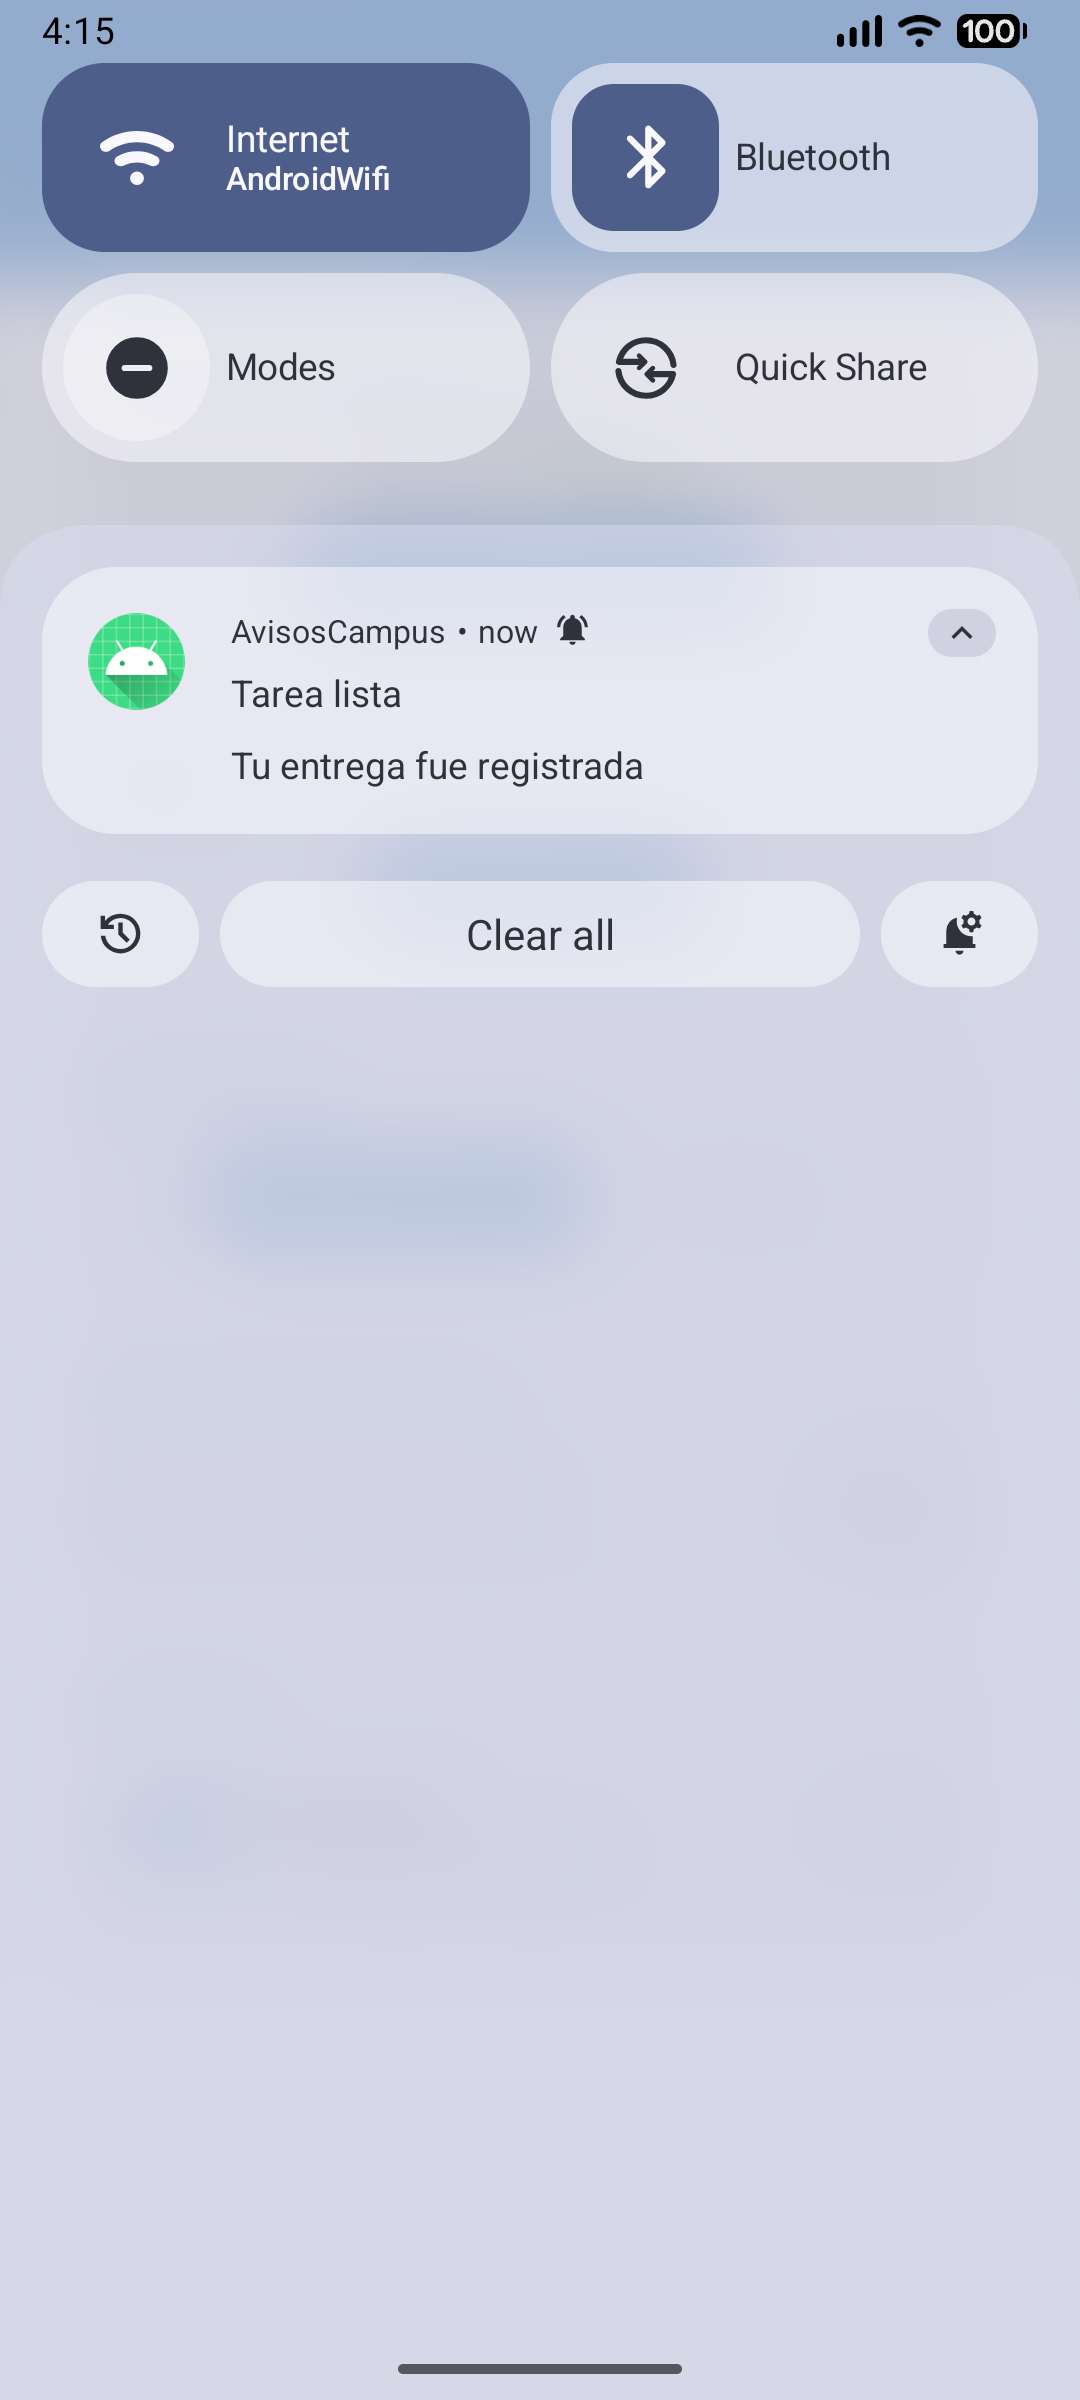 4:15
100
Internet
AndroidWifi
Bluetooth
Modes
Quick Share
AvisosCampus • now
Tarea lista
Tu entrega fue registrada
Clear all